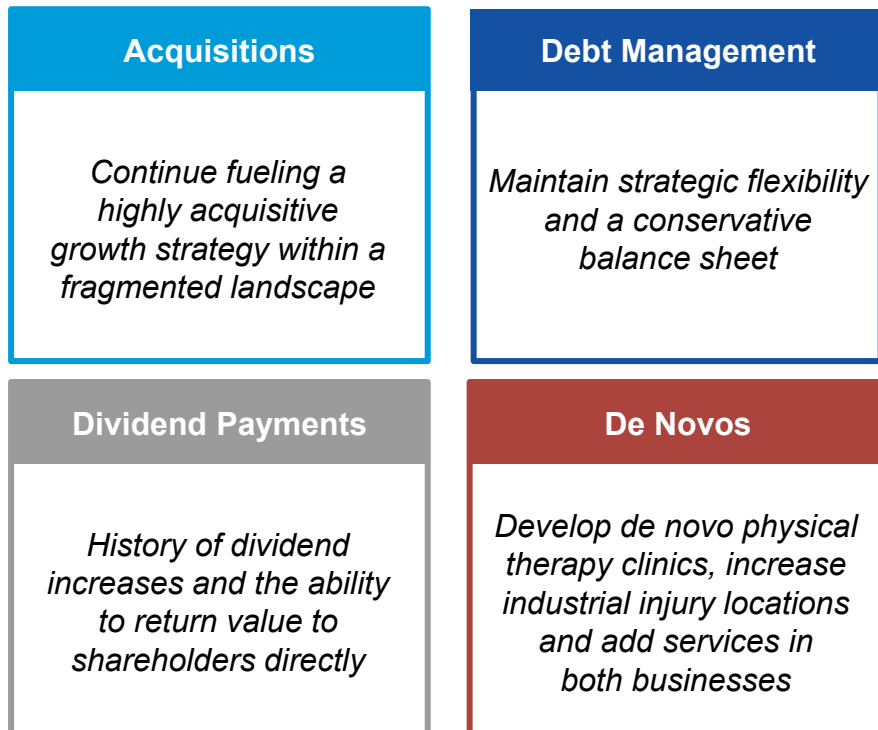 Acquisitions
Continue fueling a
highly acquisitive
growth strategy within a
fragmented landscape
Debt Management
Maintain strategic flexibility
and a conservative
balance sheet
Dividend Payments
History of dividend
increases and the ability
to return value to
shareholders directly
De Novos
Develop de novo physical
therapy clinics, increase
industrial injury locations
and add services in
both businesses